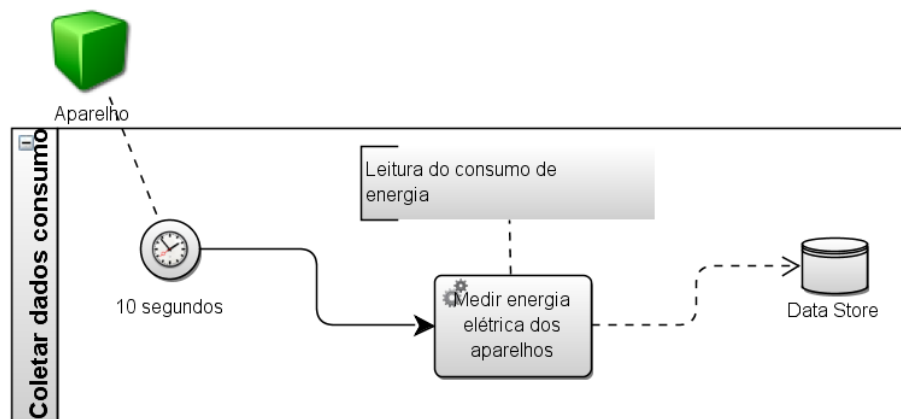 Aparelho
Coletar dados consumo
Leitura do consumo de
energia
10 segundos
Medir energia
elétrica dos
aparelhos
Data Store